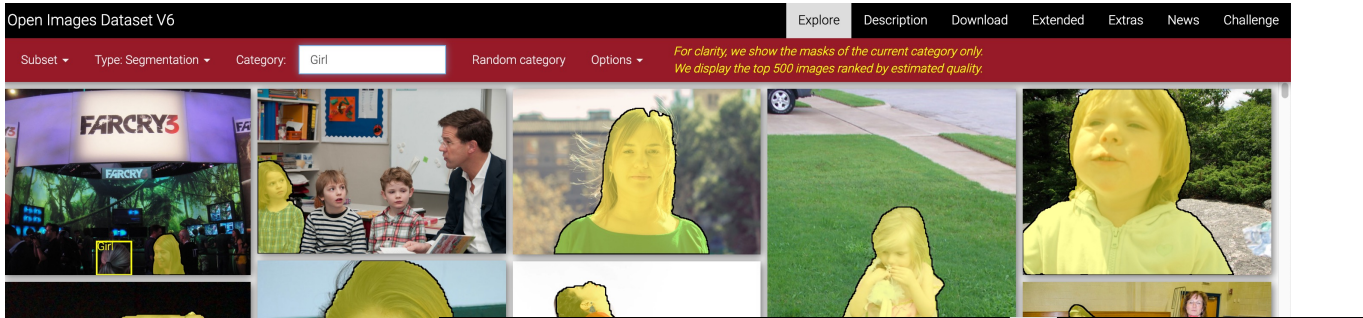 Open Images Dataset V6
Explore Description Download Extended Extras News Challenge
Subset Type: Segmentation Category: Girl Random category Options
For clarity, we show the masks of the current category only.
We display the top 500 images ranked by estimated quality.
FARCRY3
FARCRY
Girl